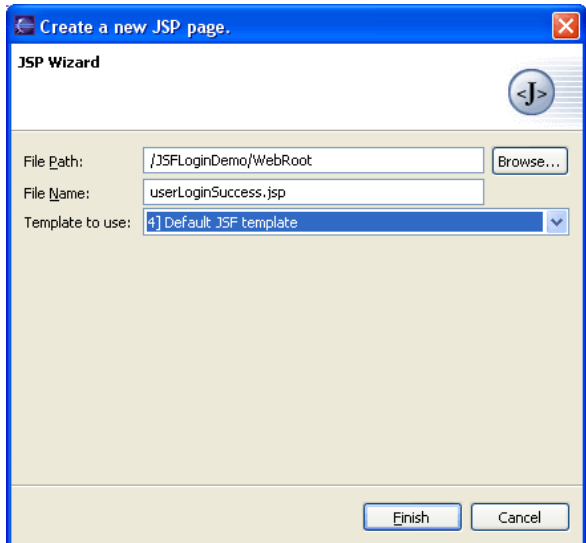 Create a new JSP page.
JSP Wizard
<J>
File Path: /JSFLoginDemo/WebRoot Browse...
File Name: userLoginSuccess.jsp
Template to use: 4] Default JSF template
Finish Cancel